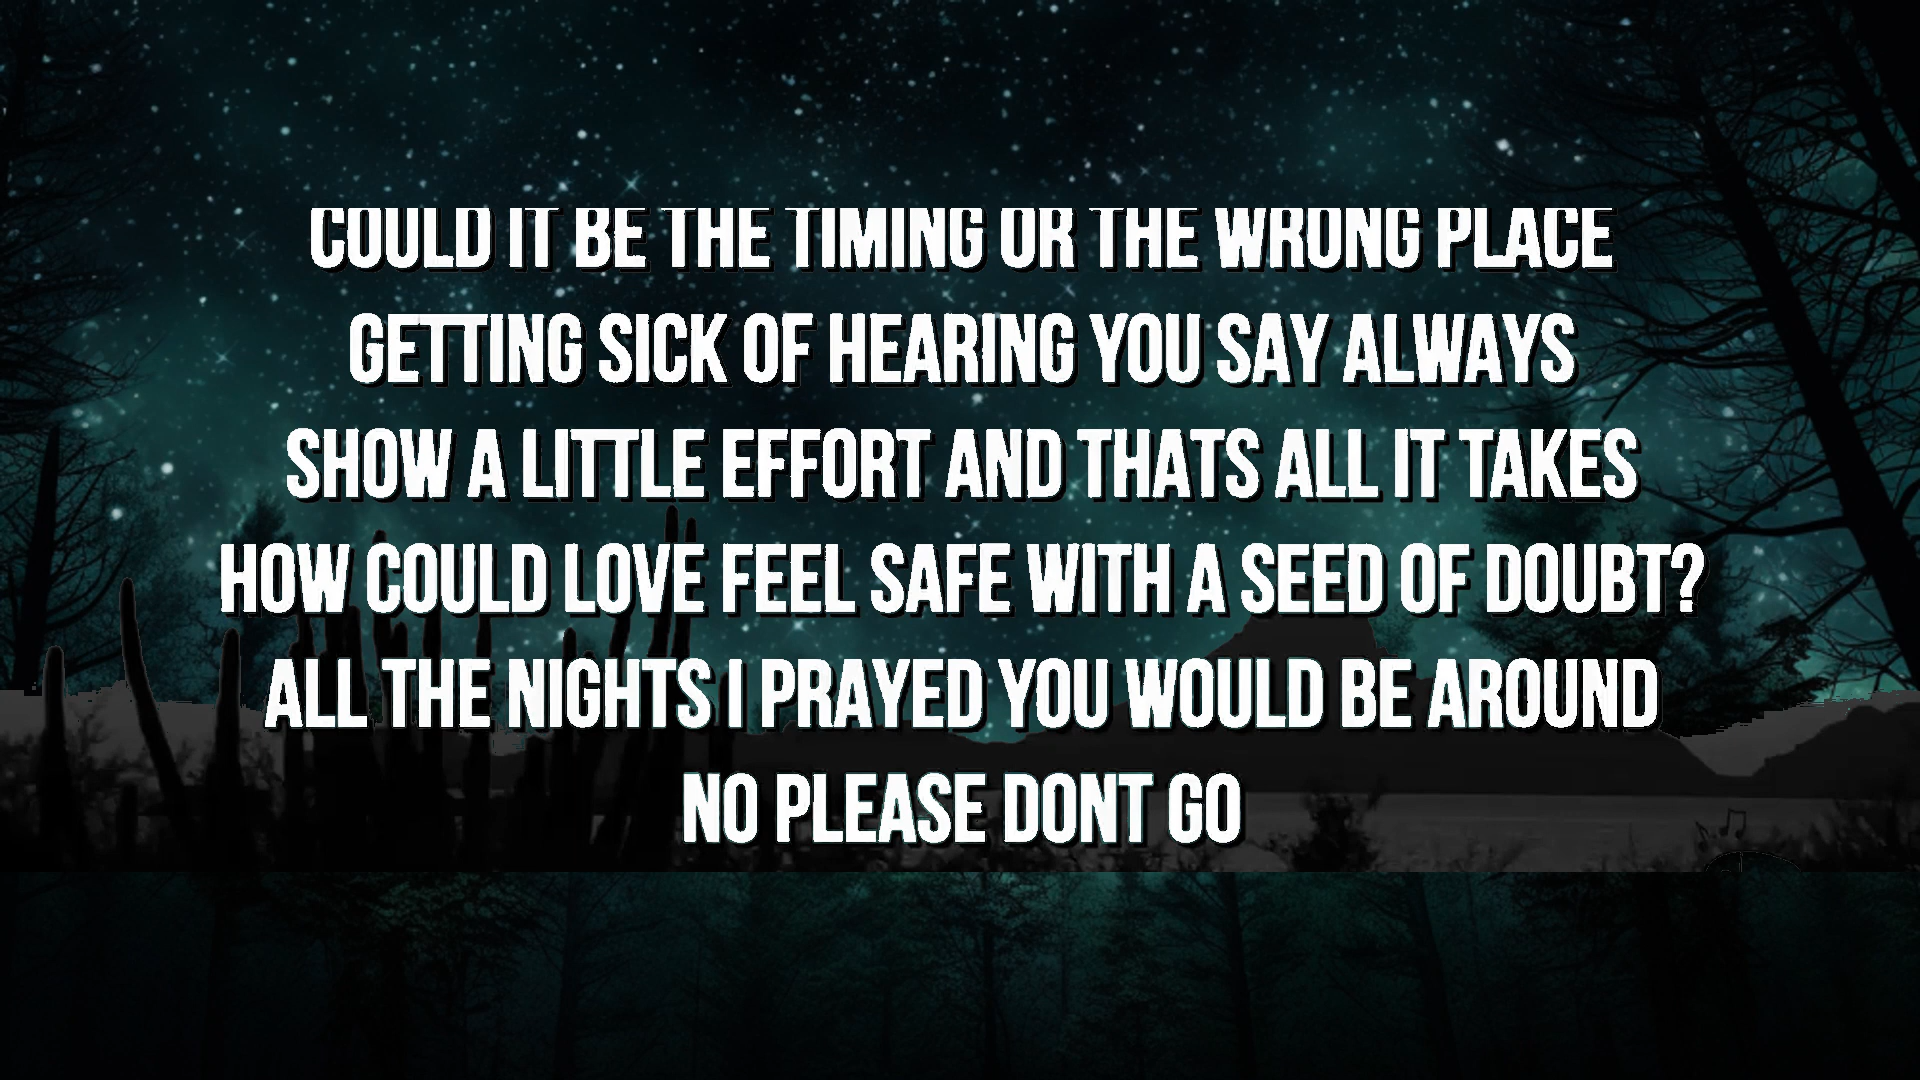 COULD IT BE THE TIMING OR THE WRONG PLACE
GETTING SICK OF HEARING YOU SAY ALWAYS
SHOW A LITTLE EFFORT AND THATS ALL IT TAKES
HOW COULD LOVE FEEL SAFE WITH A SEED OF DOUBT?
ALL THE NIGHTS I PRAYED YOU WOULD BE AROUND
NO PLEASE DONT GO